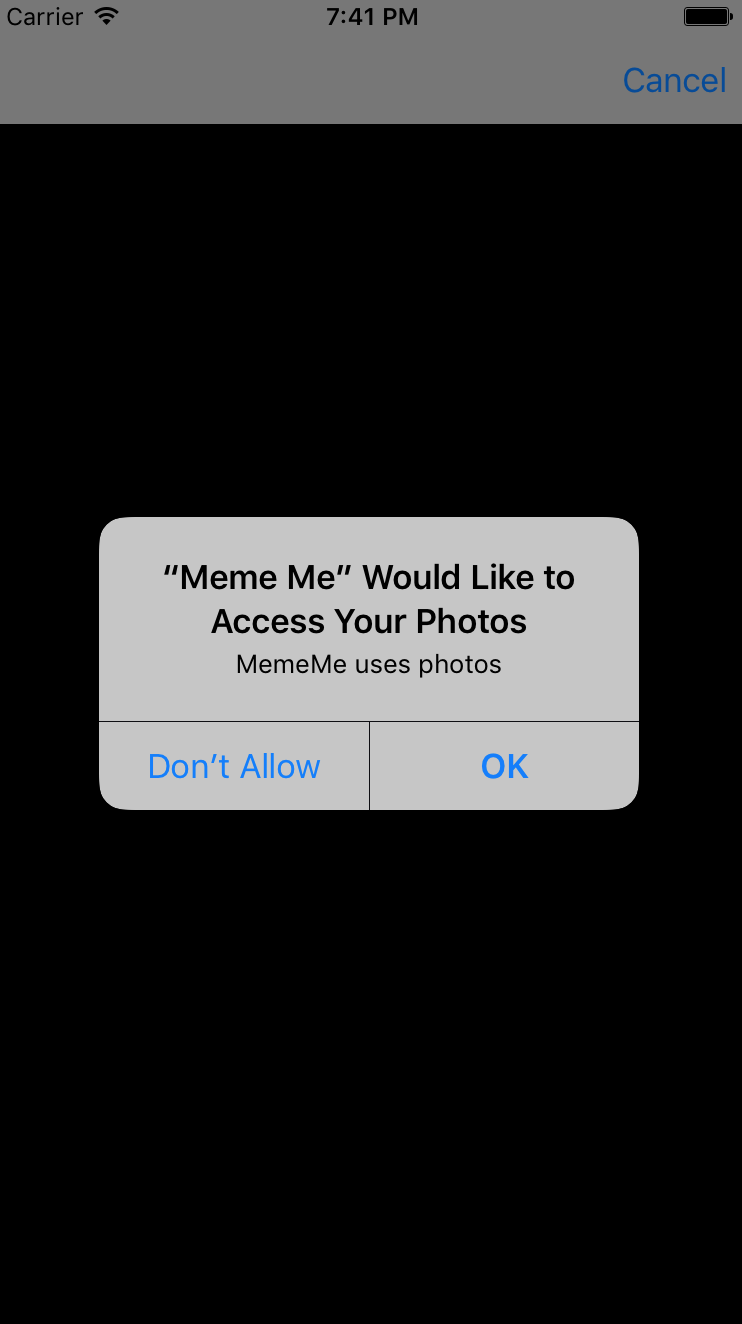 Carrier
7:41 PM
Cancel
“Meme Me” Would Like to
Access Your Photos
MemeMe uses photos
Don’t Allow
OK